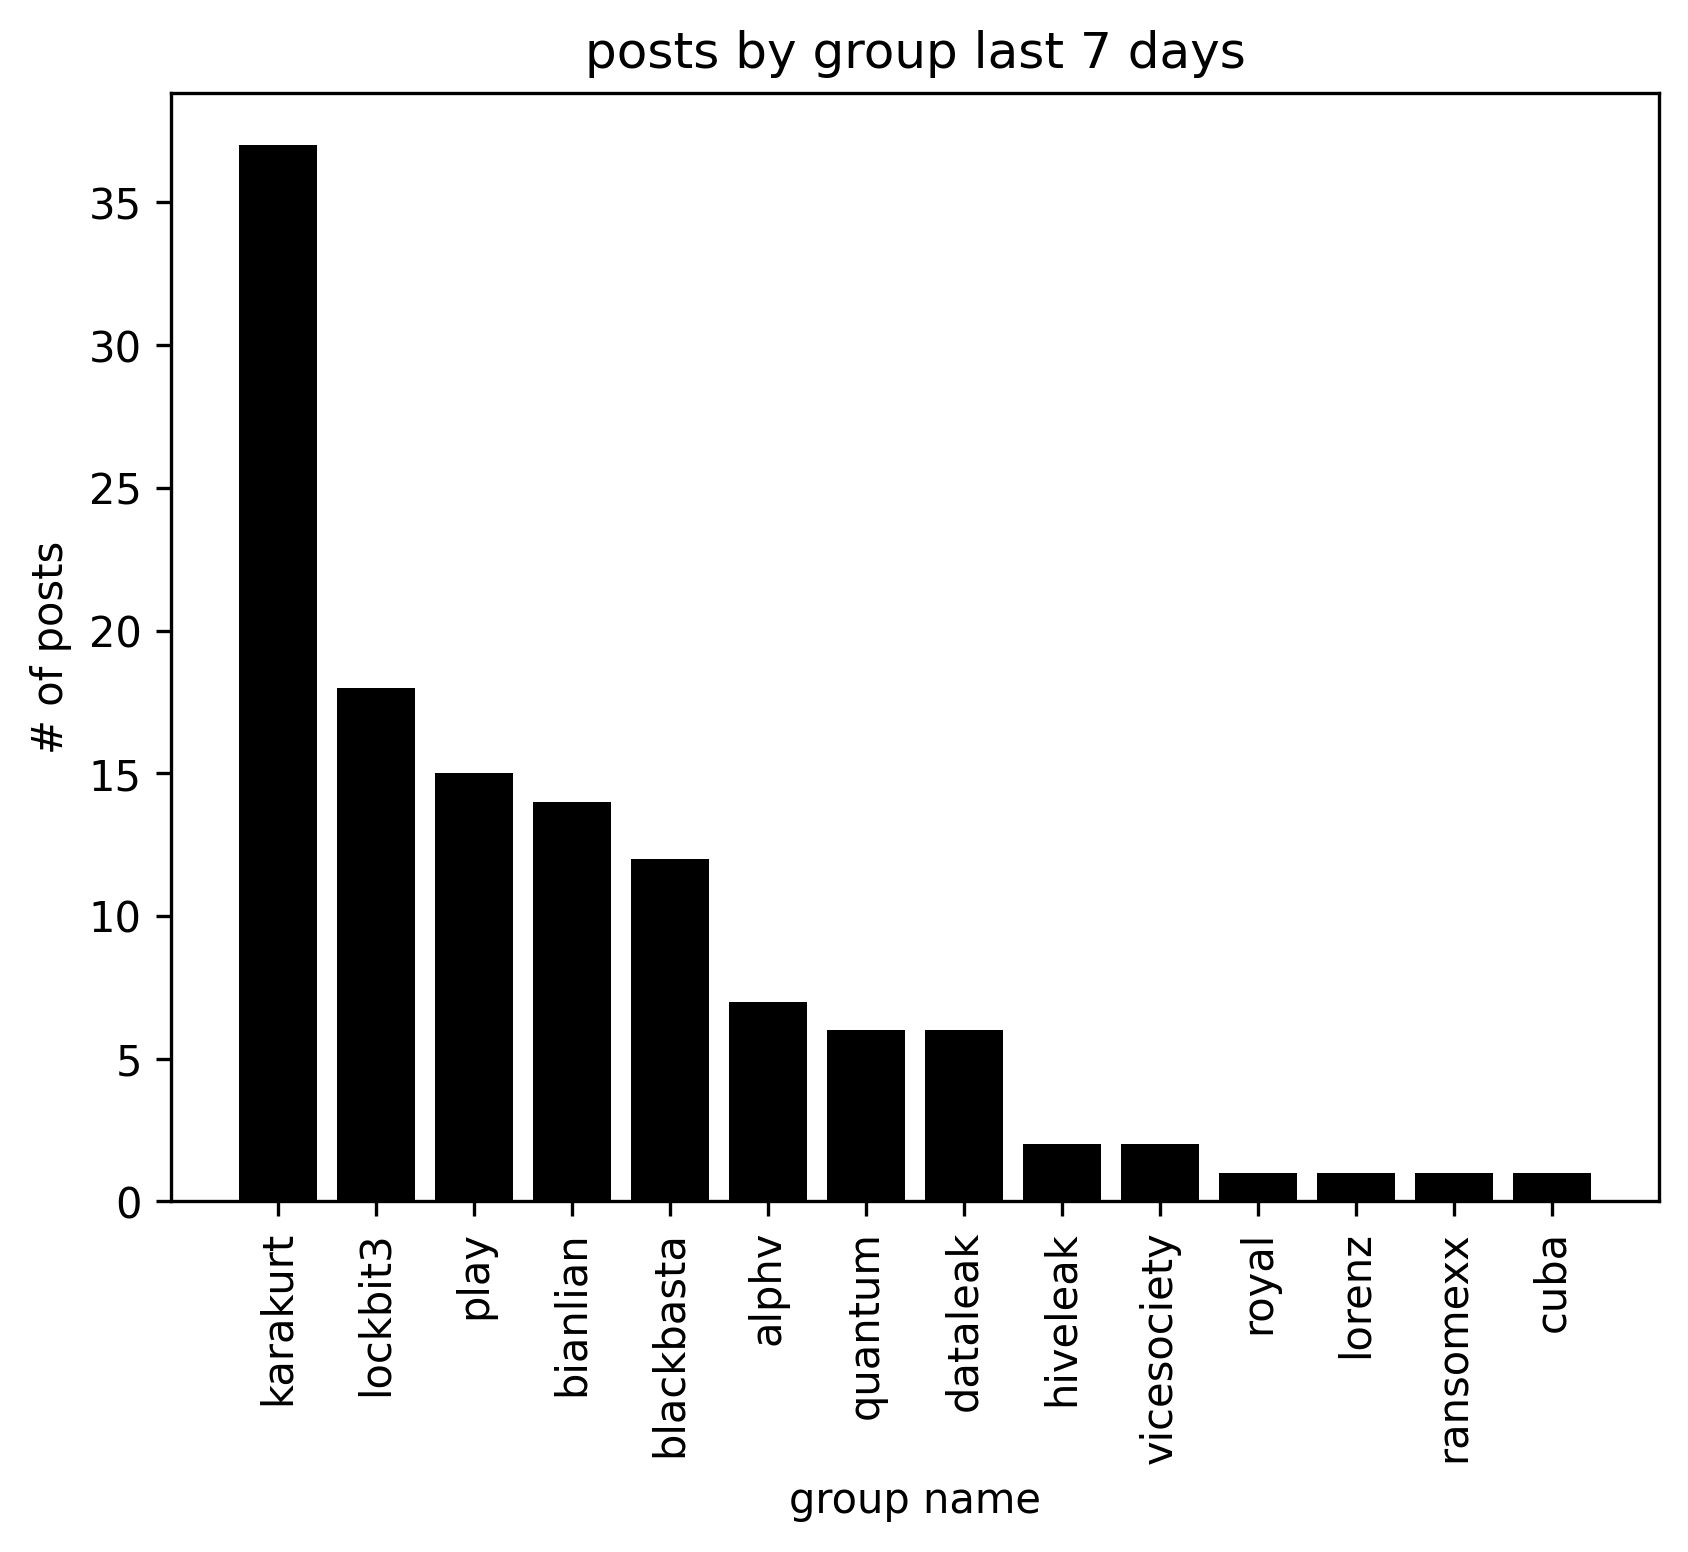 posts by group last 7 days
# of posts
35
30
25
20
15
10
5
0
karakurt
lockbit3
play
bianlian
blackbasta
alphv
quantum
dataleak
hiveleak
vicesociety
royal
lorenz
ransomexx
cuba
group name